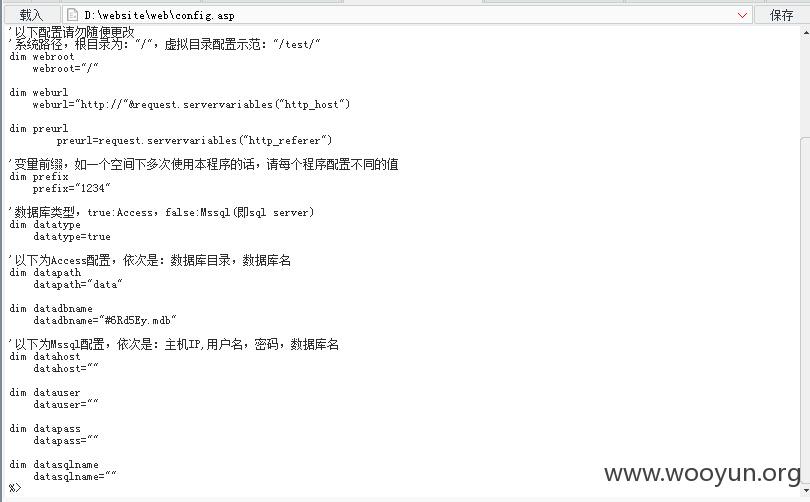 载入
D:\website\web\config.asp
保存
'以下配置请勿随便更改
'系统路径，根目录为："/"，虚拟目录配置示范："/test/"
dim webroot
webroot="/"
dim weburl
weburl="http://"&request.servervariables("http_host")
dim preurl
preurl=request.servervariables("http_referer")
'变量前缀，如一个空间下多次使用本程序的话，请每个程序配置不同的值
dim prefix
prefix="1234"
'数据库类型，true:Access，false:Mssql(即sql server)
dim datatype
datatype=true
'以下为Access配置，依次是：数据库目录，数据库名
dim datapath
datapath="data"
dim datadbname
datadbname="#6Rd5Ey.mdb"
'以下为Mssql配置，依次是：主机IP,用户名，密码，数据库名
dim datahost
datahost=""
dim datauser
datauser=""
dim datapass
datapass=""
dim datasqlname
datasqlname=""
%>
www.wooyun.org